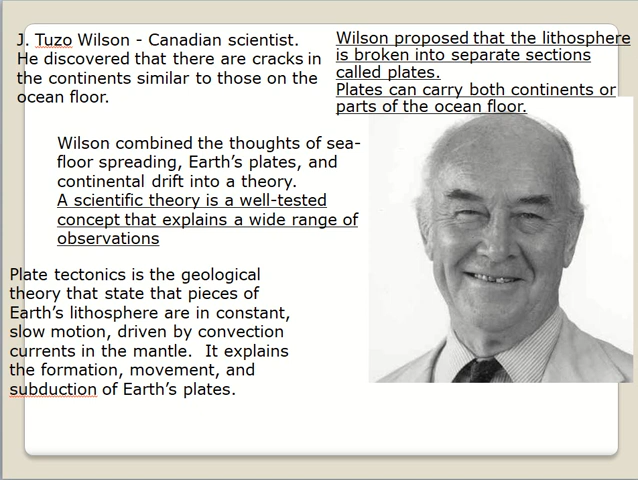 J. Tuzo Wilson - Canadian scientist.
He discovered that there are cracks in
the continents similar to those on the
ocean floor.
Wilson proposed that the lithosphere
is broken into separate sections
called plates.
Plates can carry both continents or
parts of the ocean floor.
Wilson combined the thoughts of sea-
floor spreading, Earth's plates, and
continental drift into a theory.
A scientific theory is a well-tested
concept that explains a wide range of
observations
Plate tectonics is the geological
theory that state that pieces of
Earth's lithosphere are in constant,
slow motion, driven by convection
currents in the mantle.  It explains
the formation, movement, and
subduction of Earth's plates.